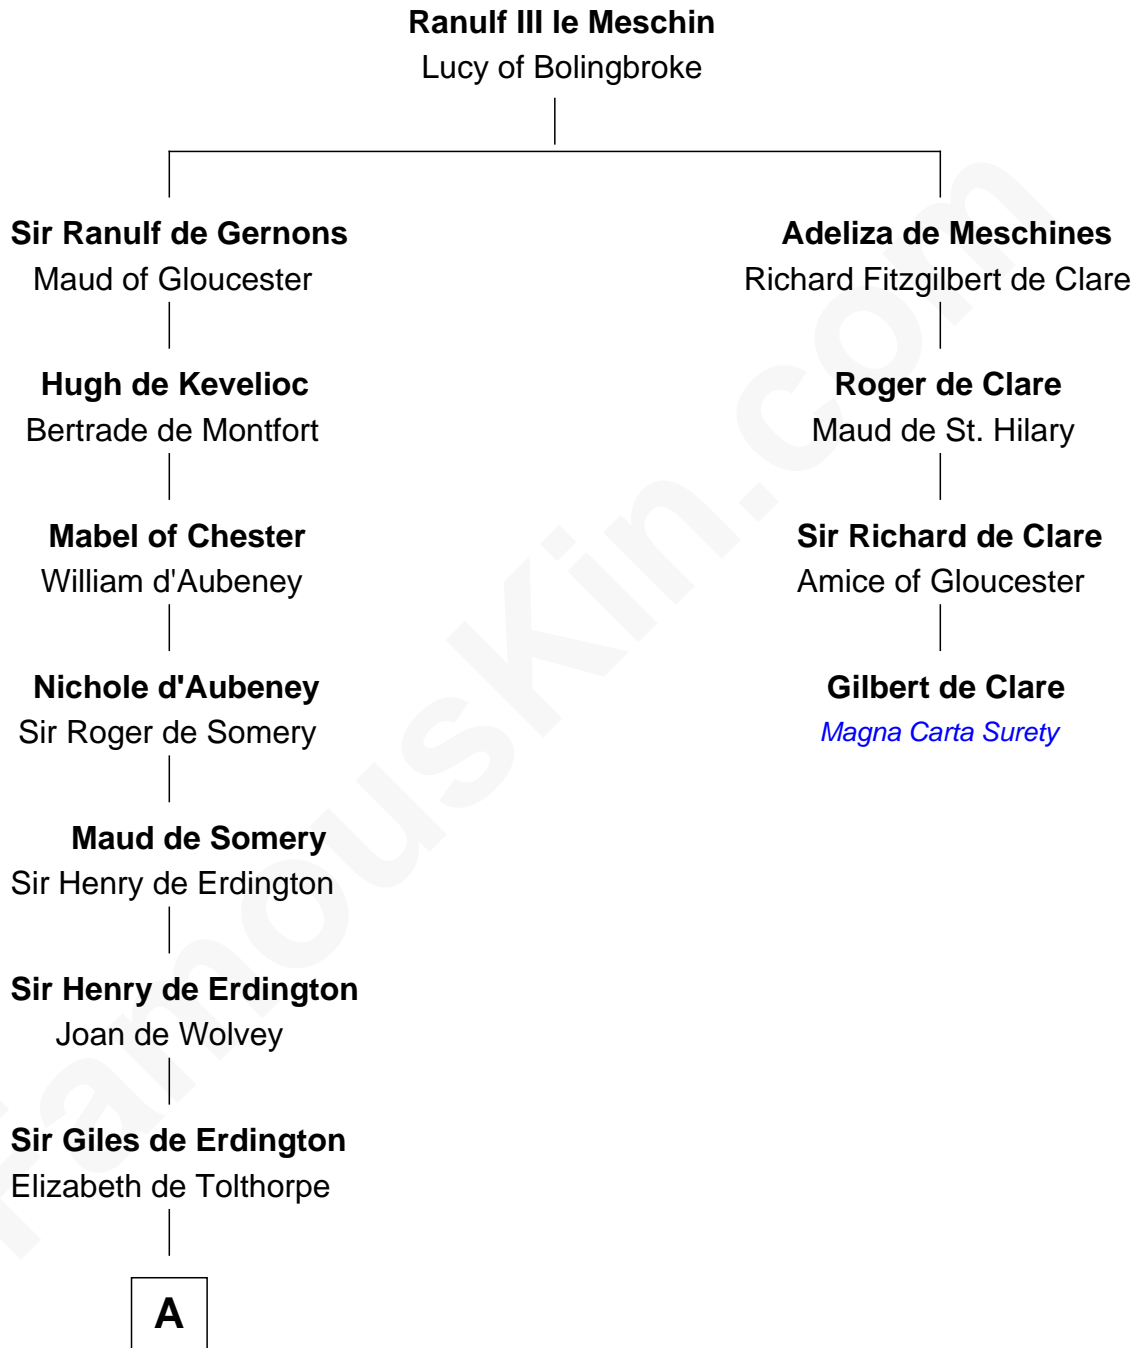 Ranulf III le Meschin
Lucy of Bolingbroke
Sir Ranulf de Gernons
Maud of Gloucester
Adeliza de Meschines
Richard Fitzgilbert de Clare
Hugh de Kevelioc
Bertrade de Montfort
Roger de Clare
Maud de St. Hilary
Mabel of Chester
William d'Aubeney
Sir Richard de Clare
Amice of Gloucester
Nichole d'Aubeney
Sir Roger de Somery
Gilbert de Clare
Magna Carta Surety
Maud de Somery
Sir Henry de Erdington
Sir Henry de Erdington
Joan de Wolvey
Sir Giles de Erdington
Elizabeth de Tolthorpe
A
FamousKin.com